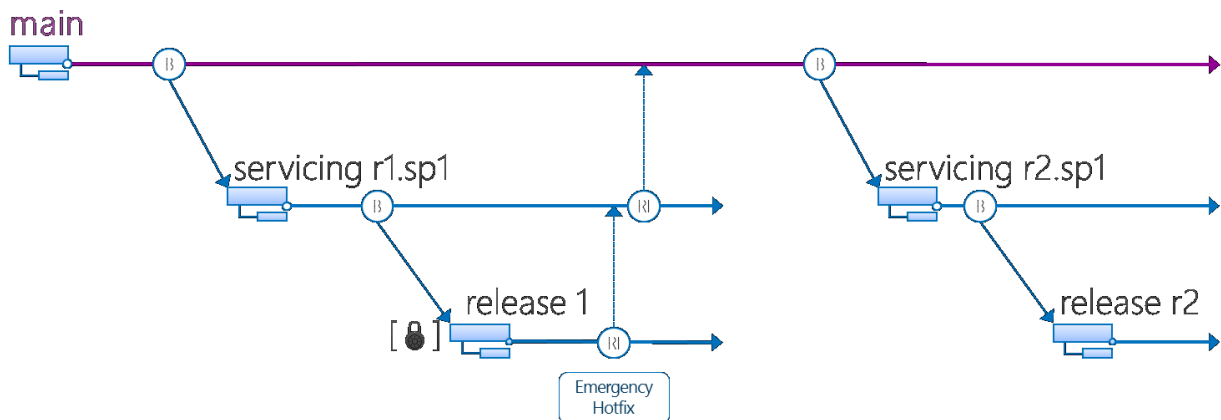 main
B
B
servicing r1.sp1
servicing r2.sp1
B
RI
B
release 1
release r2
[ ]
RI
Emergency
Hotfix